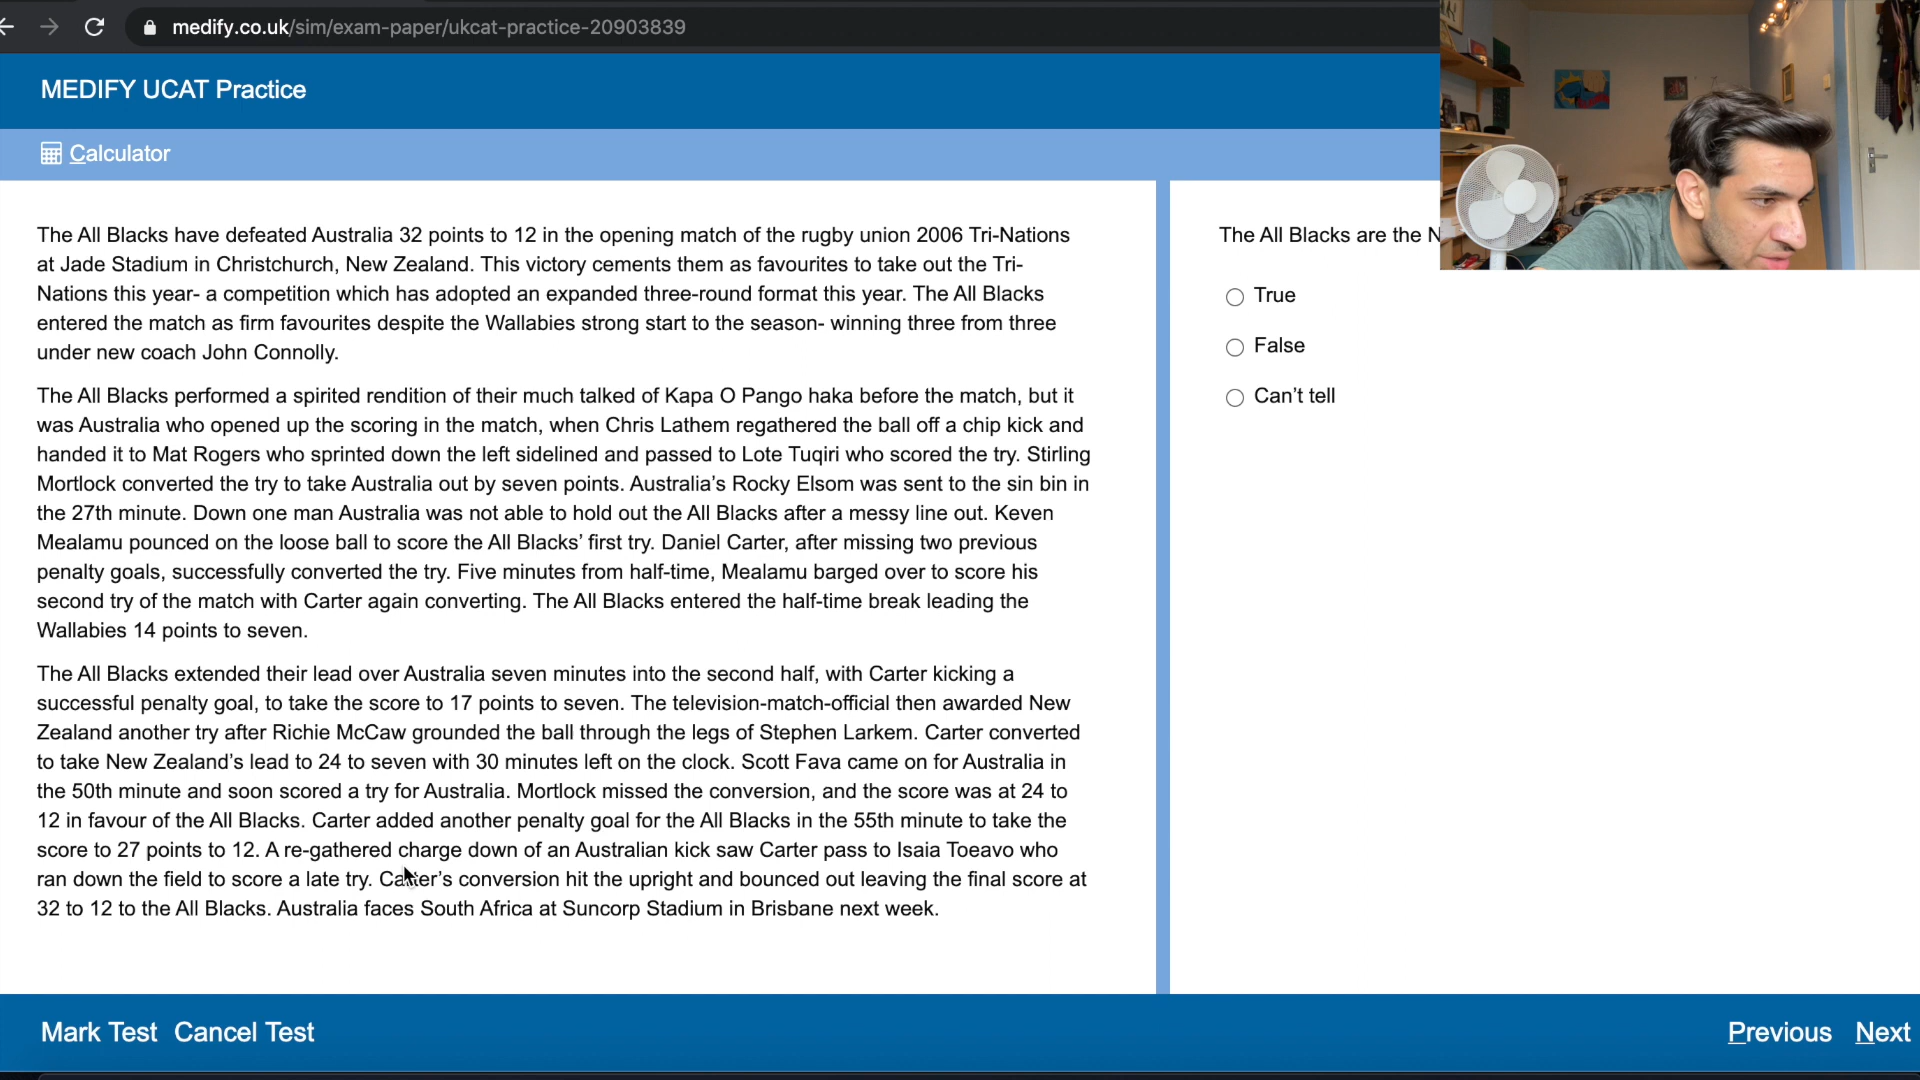 medify.co.uk/sim/exam-paper/ukcat-practice-20903839
MEDIFY UCAT Practice
Calculator
The All Blacks have defeated Australia 32 points to 12 in the opening match of the rugby union 2006 Tri-Nations
at Jade Stadium in Christchurch, New Zealand. This victory cements them as favourites to take out the Tri-
Nations this year- a competition which has adopted an expanded three-round format this year. The All Blacks
entered the match as firm favourites despite the Wallabies strong start to the season- winning three from three
under new coach John Connolly.
The All Blacks performed a spirited rendition of their much talked of Kapa O Pango haka before the match, but it
was Australia who opened up the scoring in the match, when Chris Lathem regathered the ball off a chip kick and
handed it to Mat Rogers who sprinted down the left sidelined and passed to Lote Tuqiri who scored the try. Stirling
Mortlock converted the try to take Australia out by seven points. Australia's Rocky Elsom was sent to the sin bin in
the 27th minute. Down one man Australia was not able to hold out the All Blacks after a messy line out. Keven
Mealamu pounced on the loose ball to score the All Blacks' first try. Daniel Carter, after missing two previous
penalty goals, successfully converted the try. Five minutes from half-time, Mealamu barged over to score his
second try of the match with Carter again converting. The All Blacks entered the half-time break leading the
Wallabies 14 points to seven.
The All Blacks extended their lead over Australia seven minutes into the second half, with Carter kicking a
successful penalty goal, to take the score to 17 points to seven. The television-match-official then awarded New
Zealand another try after Richie McCaw grounded the ball through the legs of Stephen Larkem. Carter converted
to take New Zealand's lead to 24 to seven with 30 minutes left on the clock. Scott Fava came on for Australia in
the 50th minute and soon scored a try for Australia. Mortlock missed the conversion, and the score was at 24 to
12 in favour of the All Blacks. Carter added another penalty goal for the All Blacks in the 55th minute to take the
score to 27 points to 12. A re-gathered charge down of an Australian kick saw Carter pass to Isaia Toeavo who
ran down the field to score a late try. Carter's conversion hit the upright and bounced out leaving the final score at
32 to 12 to the All Blacks. Australia faces South Africa at Suncorp Stadium in Brisbane next week.
The All Blacks are the N
True
False
Can't tell
Mark Test Cancel Test
Previous Next